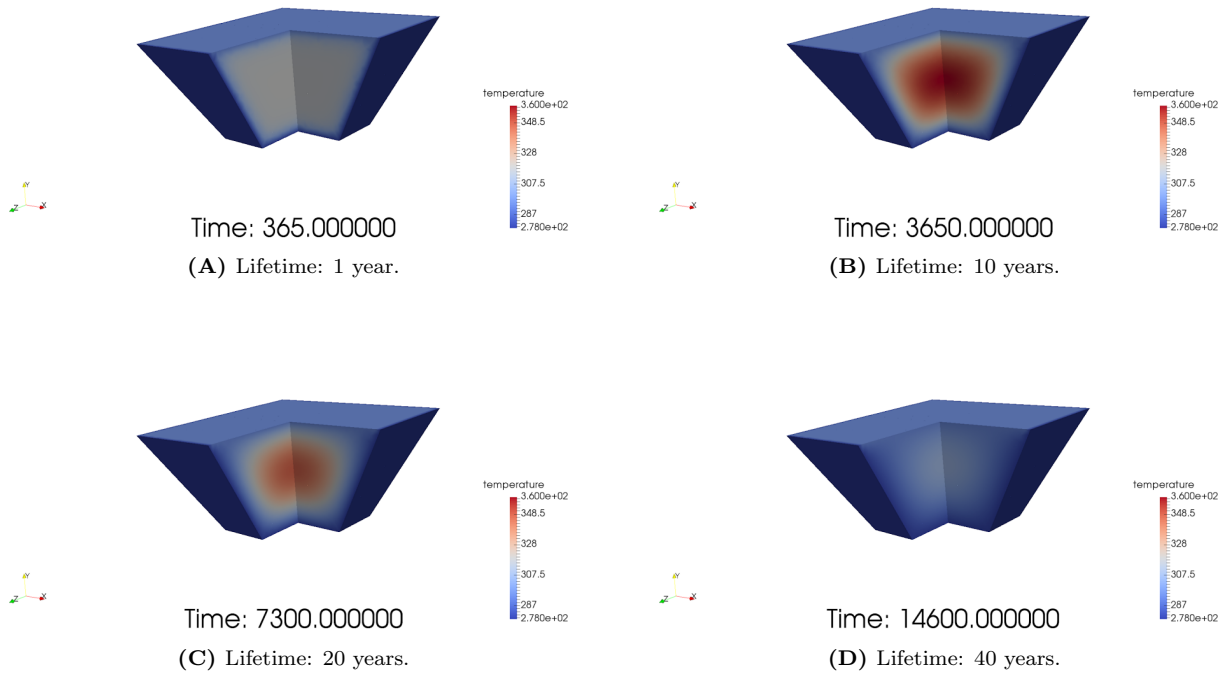 temperature
3.600e+02
348.5
328
307.5
287
2.780e+02
Y
X
Z
Time: 365.000000
(A) Lifetime: 1 year.
temperature
3.600e+02
348.5
328
307.5
287
2.780e+02
Y
X
Z
Time: 3650.000000
(B) Lifetime: 10 years.
temperature
3.600e+02
348.5
328
307.5
287
2.780e+02
Y
X
Z
Time: 7300.000000
(C) Lifetime: 20 years.
temperature
3.600e+02
348.5
328
307.5
287
2.780e+02
Y
X
Z
Time: 14600.000000
(D) Lifetime: 40 years.